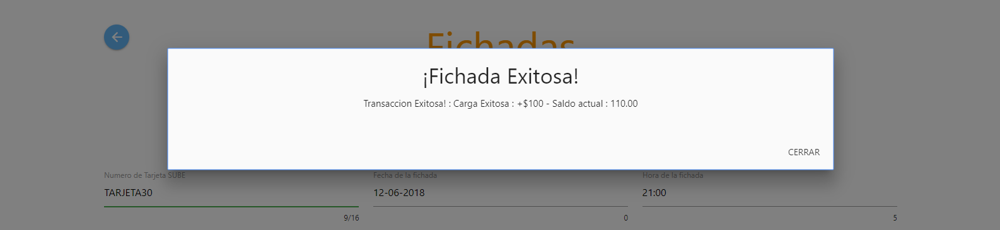 Fichadas
¡Fichada Exitosa!
Transaccion Exitosa! : Carga Exitosa : +$100 - Saldo actual : 110.00
CERRAR
Numero de Tarjeta SUBE Fecha de la fichada Hora de la fichada
TARJETA30 12-06-2018 21:00
9/16 0 5